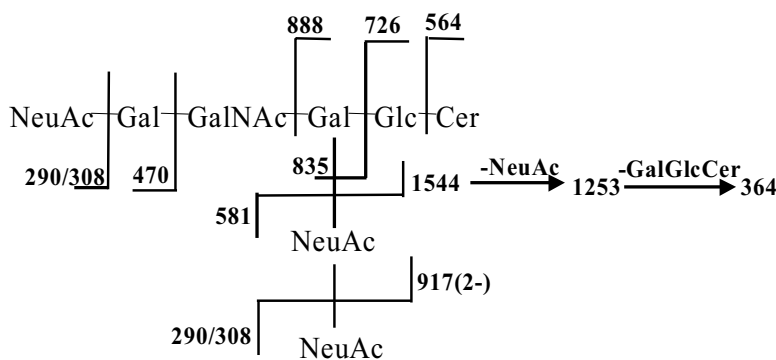 888 726 564
NeuAc Gal GalNAc Gal Glc Cer
290/308 470 835 1544 -NeuAc 1253 -GalGlcCer 364
581
NeuAc
917(2-)
290/308
NeuAc